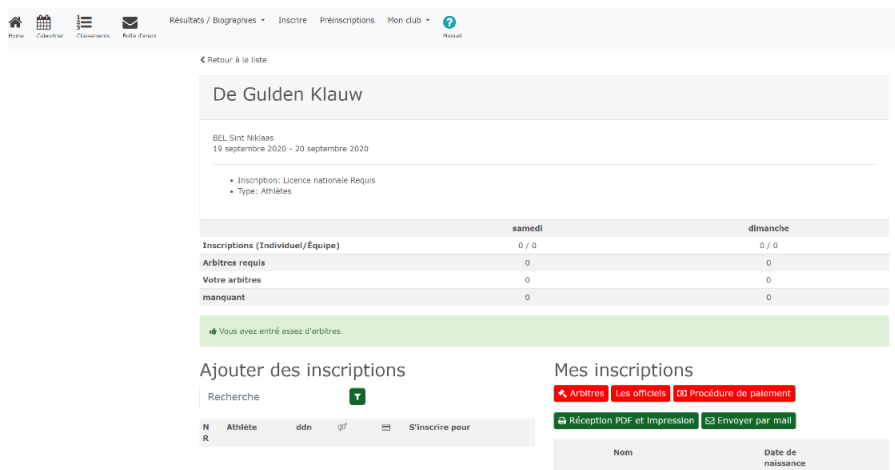 Résultats / Biographies Inscrire Préinscriptions Mon club
Home Calendrier Classements Boîte d'envoi Manuel
Retour à la liste
De Gulden Klauw
BEL Sint Niklaas
19 septembre 2020 - 20 septembre 2020
• Inscription: Licence nationale Requis
• Type: Athlètes
samedi dimanche
Inscriptions (Individuel/Équipe) 0 / 0 0 / 0
Arbitres requis 0 0
Votre arbitres 0 0
manquant 0 0
Vous avez entré assez d'arbitres.
Ajouter des inscriptions
Recherche
N
R Athlète ddn S'inscrire pour
Mes inscriptions
Arbitres Les officiels Procédure de paiement
Réception PDF et Impression Envoyer par mail
Nom Date de
naissance